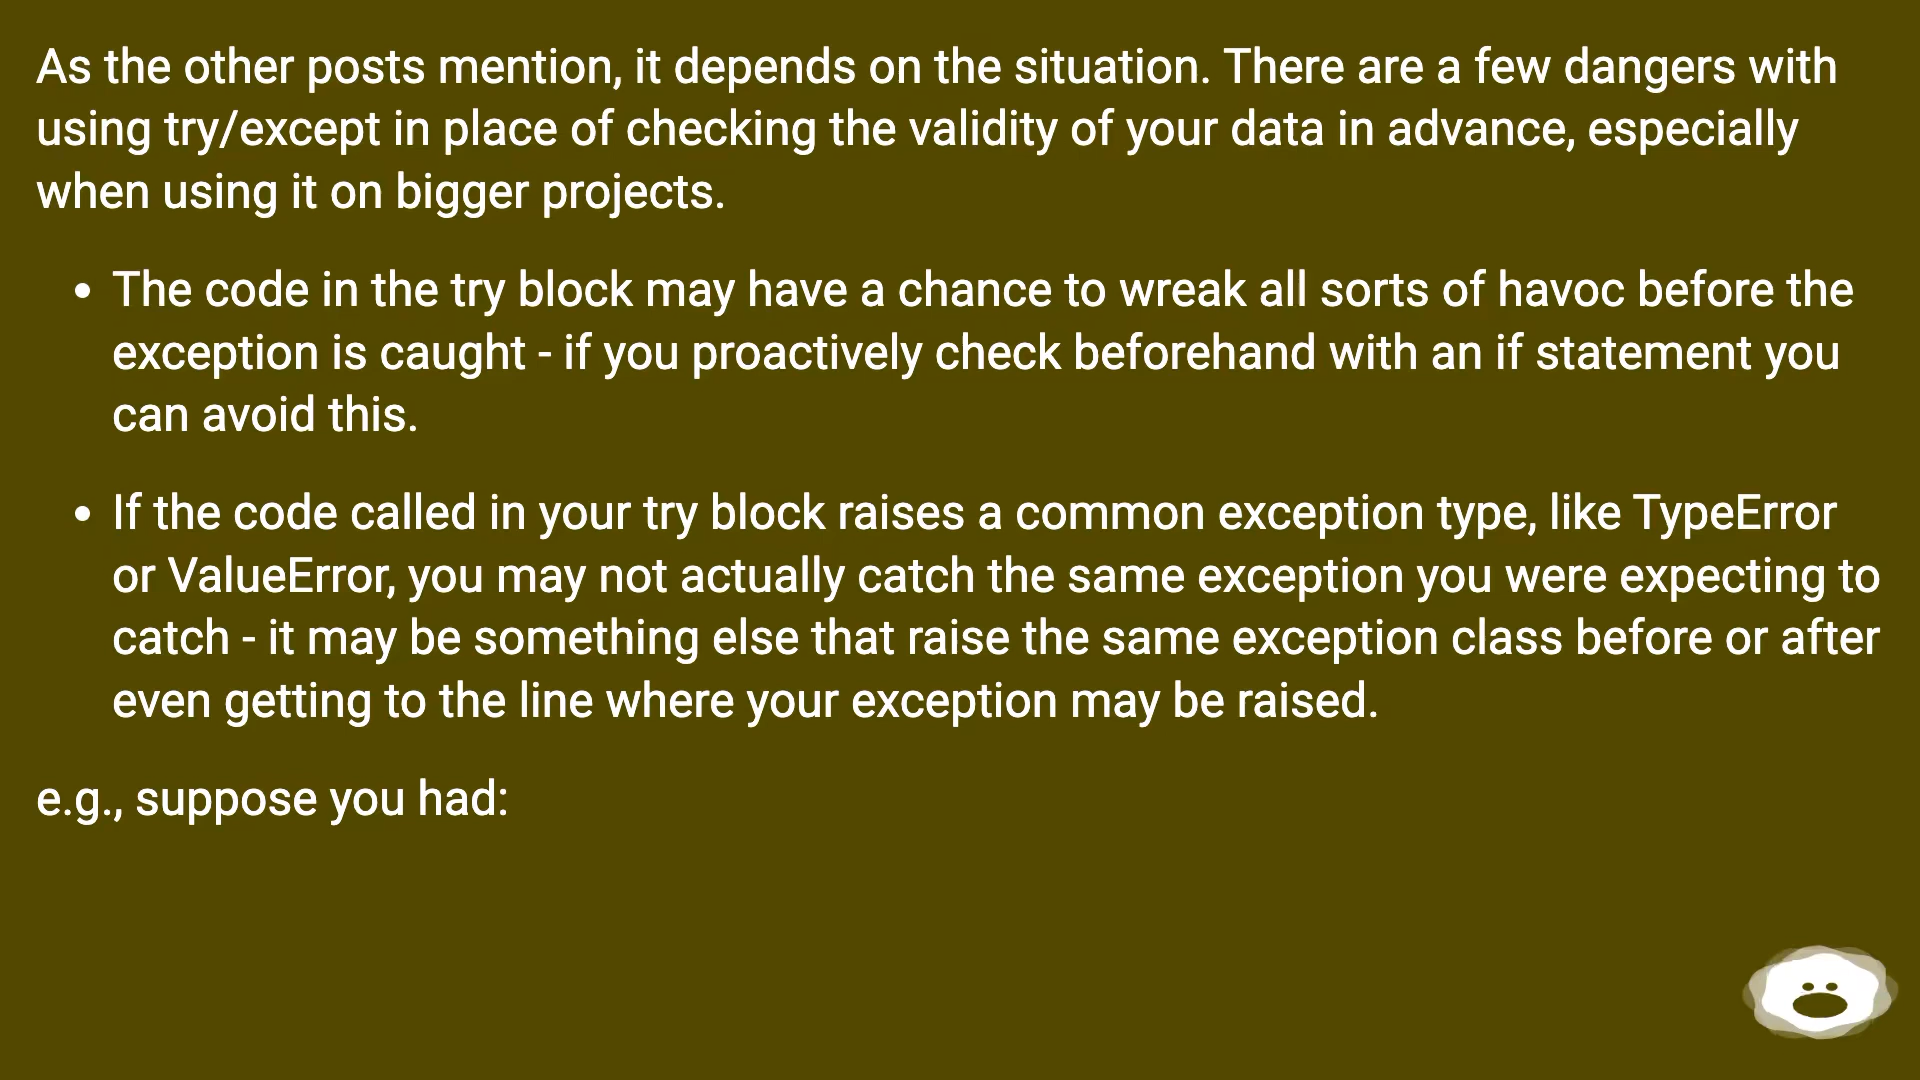 As the other posts mention, it depends on the situation. There are a few dangers with
using try/except in place of checking the validity of your data in advance, especially
when using it on bigger projects.
• The code in the try block may have a chance to wreak all sorts of havoc before the
exception is caught - if you proactively check beforehand with an if statement you
can avoid this.
• If the code called in your try block raises a common exception type, like TypeError
or ValueError, you may not actually catch the same exception you were expecting to
catch - it may be something else that raise the same exception class before or after
even getting to the line where your exception may be raised.
e.g., suppose you had: